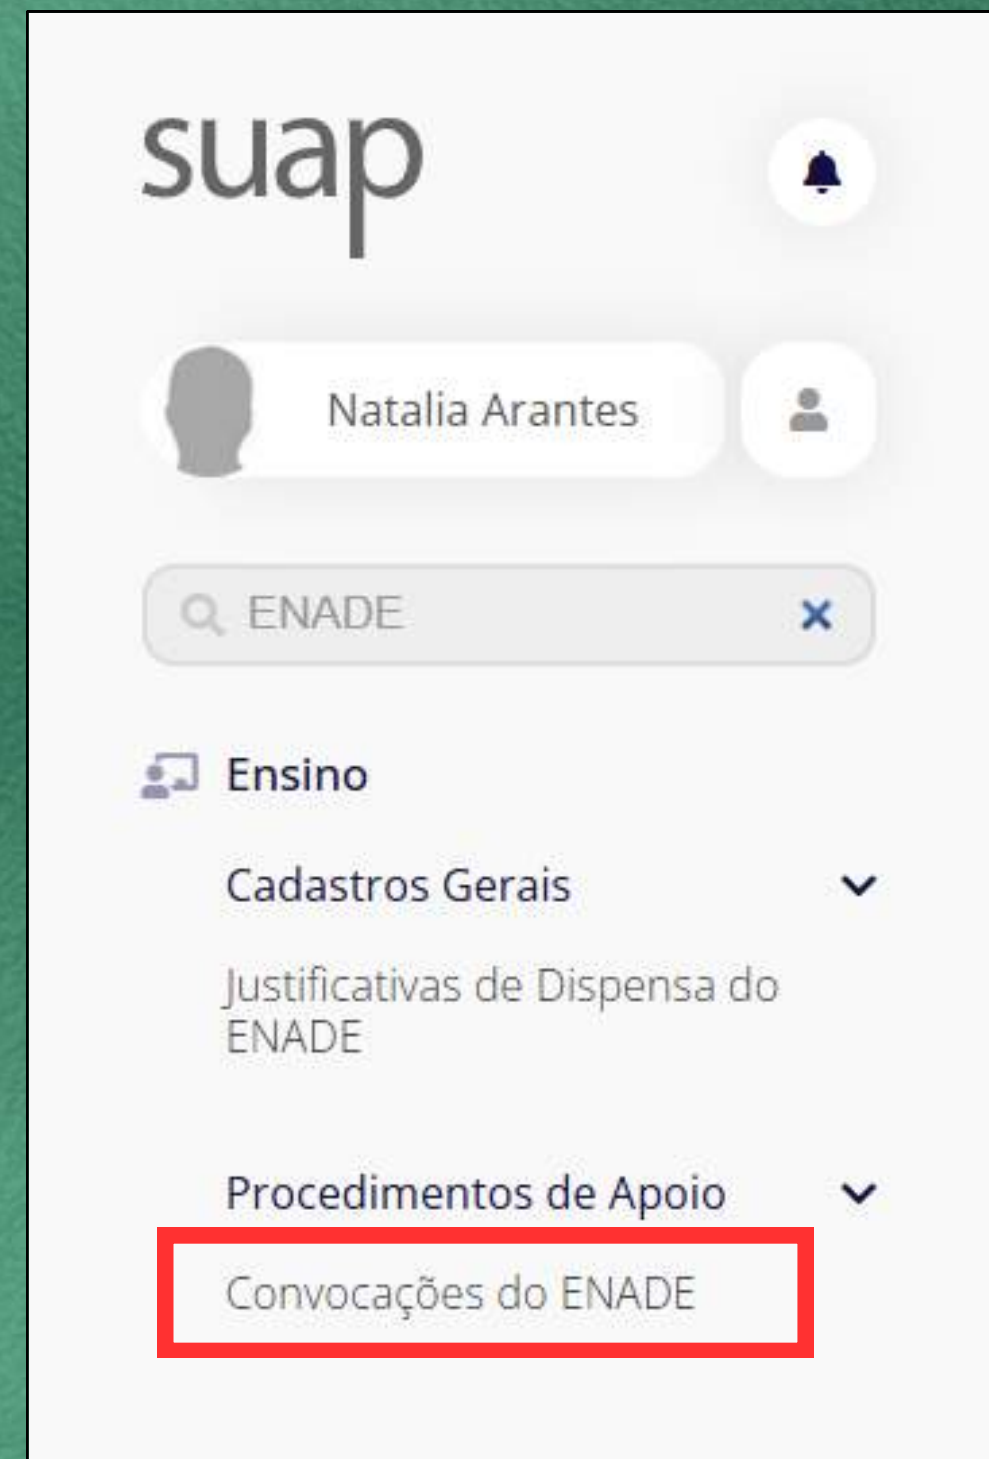 suap
Natalia Arantes
ENADE
Ensino
Cadastros Gerais
Justificativas de Dispensa do
ENADE
Procedimentos de Apoio
Convocações do ENADE